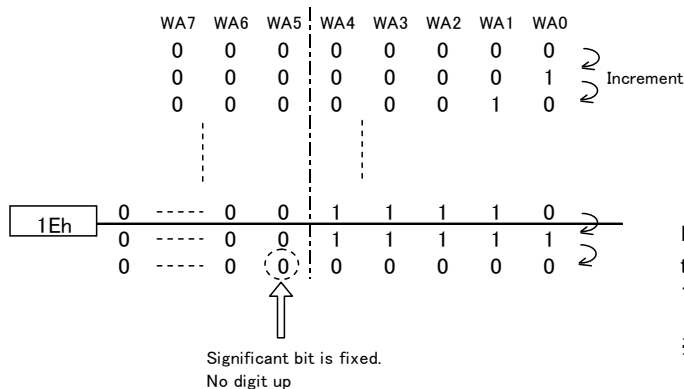 WA7 WA6 WA5 WA4 WA3 WA2 WA1 WA0
0 0 0 0 0 0 0 0
0 0 0 0 0 0 0 1
0 0 0 0 0 0 1 0
Increment
1Eh
0 ----- 0 0 1 1 1 1 0
0 ----- 0 0 1 1 1 1 1
0 ----- 0 0 0 0 0 0 0
Significant bit is fixed.
No digit up